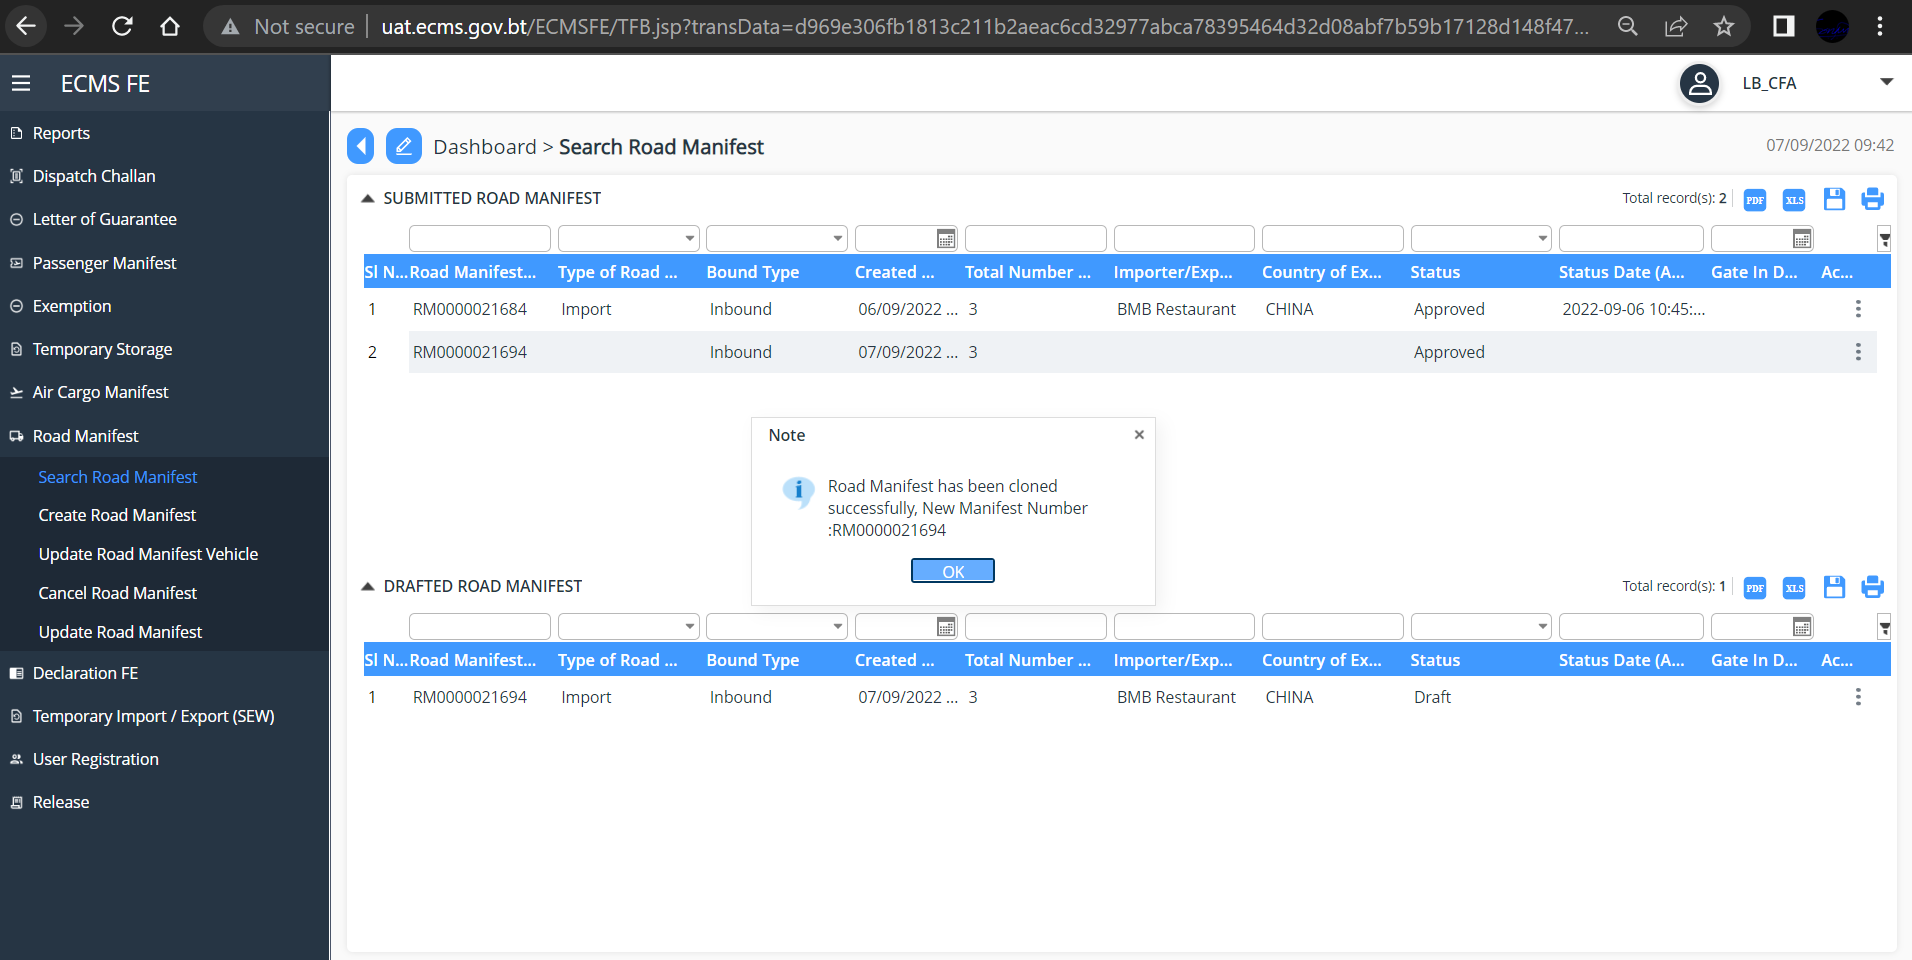 Not secure
uat.ecms.gov.bt/ECMSFE/TFB.jsp?transData=d969e306fb1813c211b2aeac6cd32977abca78395464d32d08abf7b59b17128d148f47...
ECMS FE
LB_CFA
Reports
Dispatch Challan
Letter of Guarantee
Passenger Manifest
Exemption
Temporary Storage
Air Cargo Manifest
Road Manifest
Search Road Manifest
Create Road Manifest
Update Road Manifest Vehicle
Cancel Road Manifest
Update Road Manifest
Declaration FE
Temporary Import / Export (SEW)
User Registration
Release
Dashboard > Search Road Manifest
07/09/2022 09:42
SUBMITTED ROAD MANIFEST
Total record(s): 2 PDF XLS
Sl N... Road Manifest... Type of Road ... Bound Type Created ... Total Number ... Importer/Exp... Country of Ex... Status Status Date (A... Gate In D... Ac...
1 RM0000021684 Import Inbound 06/09/2022 ... 3 BMB Restaurant CHINA Approved 2022-09-06 10:45:...
2 RM0000021694 Inbound 07/09/2022 ... 3 Approved
Note
×
Road Manifest has been cloned
successfully, New Manifest Number
:RM0000021694
OK
DRAFTED ROAD MANIFEST
Total record(s): 1 PDF XLS
Sl N... Road Manifest... Type of Road ... Bound Type Created ... Total Number ... Importer/Exp... Country of Ex... Status Status Date (A... Gate In D... Ac...
1 RM0000021694 Import Inbound 07/09/2022 ... 3 BMB Restaurant CHINA Draft